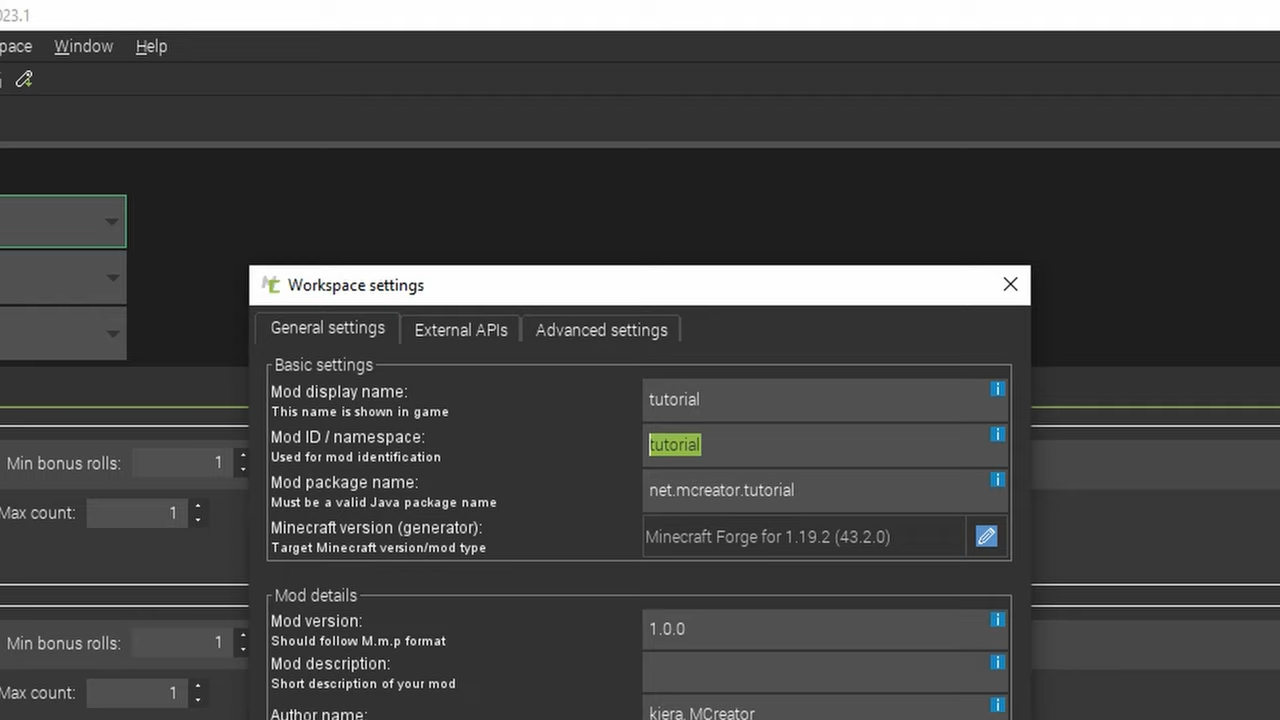 023.1
pace Window Help
Workspace settings
General settings External APIs Advanced settings
Basic settings
Mod display name:
This name is shown in game
tutorial
Mod ID / namespace:
Used for mod identification
tutorial
Mod package name:
Must be a valid Java package name
net.mcreator.tutorial
Minecraft version (generator):
Target Minecraft version/mod type
Minecraft Forge for 1.19.2 (43.2.0)
Mod details
Mod version:
Should follow M.m.p format
1.0.0
Mod description:
Short description of your mod
Author name:
kiera, MCreator
Min bonus rolls: 1
Max count: 1
Min bonus rolls: 1
Max count: 1